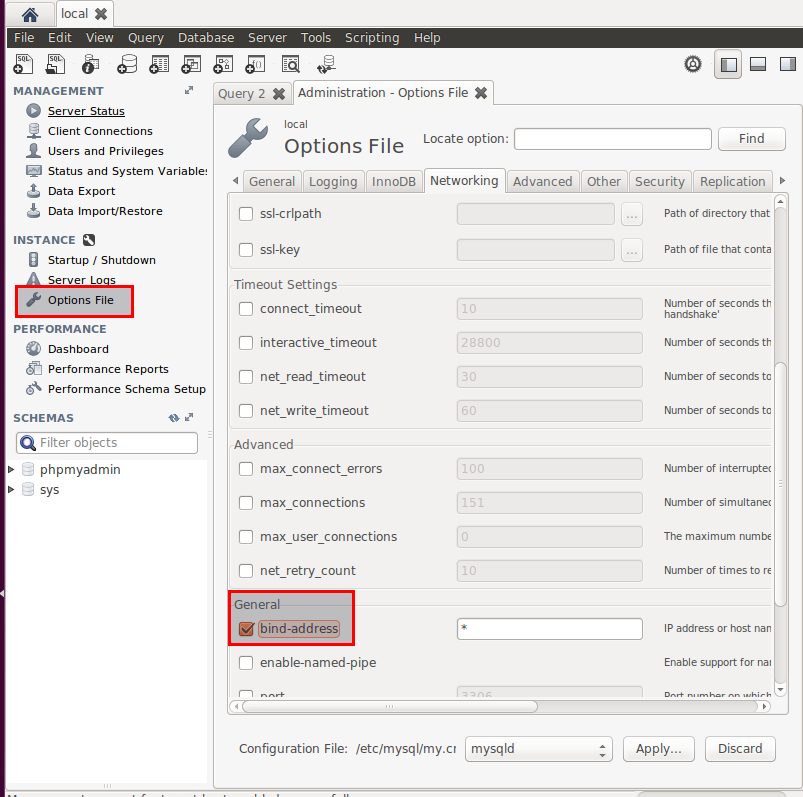 local
File Edit View Query Database Server Tools Scripting Help
MANAGEMENT
Server Status
Client Connections
Users and Privileges
Status and System Variable
Data Export
Data Import/Restore
INSTANCE
Startup / Shutdown
Server Logs
Options File
PERFORMANCE
Dashboard
Performance Reports
Performance Schema Setup
SCHEMAS
Filter objects
phpmyadmin
sys
Query 2 Administration - Options File
local
Options File
Locate option: Find
General Logging InnoDB Networking Advanced Other Security Replication
ssl-crlpath ... Path of directory that
ssl-key ... Path of file that conta
Timeout Settings
connect_timeout 10 Number of seconds th
handshake'
interactive_timeout 28800 Number of seconds th
net_read_timeout 30 Number of seconds to
net_write_timeout 60 Number of seconds to
Advanced
max_connect_errors 100 Number of interrupted
max_connections 151 Number of simultane
max_user_connections 0 The maximum numbe
net_retry_count 10 Number of times to re
General
bind-address * IP address or host nan
enable-named-pipe Enable support for na
port 3306 Port number on which
Configuration File: /etc/mysql/my.cr mysqld Apply... Discard